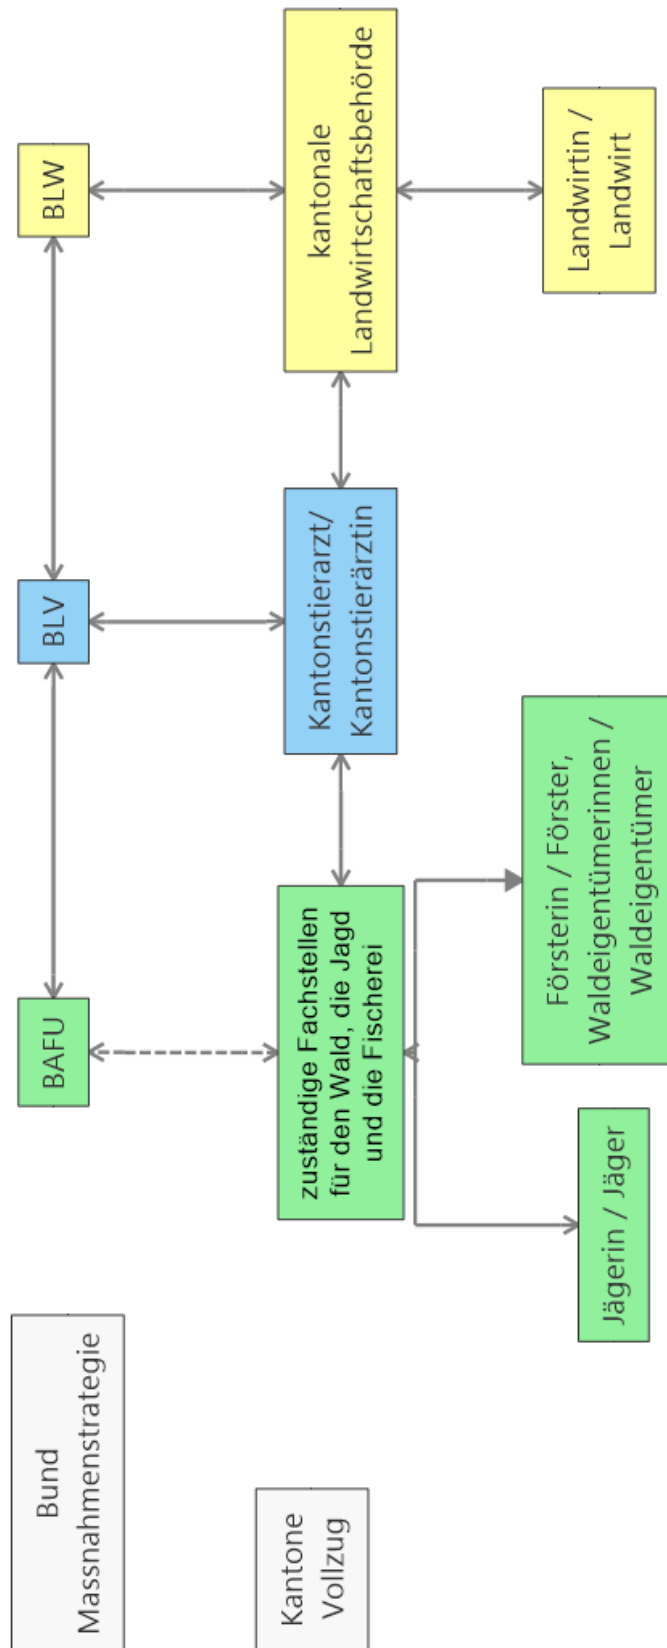 Bund
Massnahmenstrategie
BAFU
BLV
BLW
Kantone
Vollzug
zuständige Fachstellen
für den Wald, die Jagd
und die Fischerei
Kantonstierarzt/
Kantonstierärztin
kantonale
Landwirtschaftsbehörde
Jägerin / Jäger
Försterin / Förster,
Waldeigentümerinnen /
Waldeigentümer
Landwirtin /
Landwirt